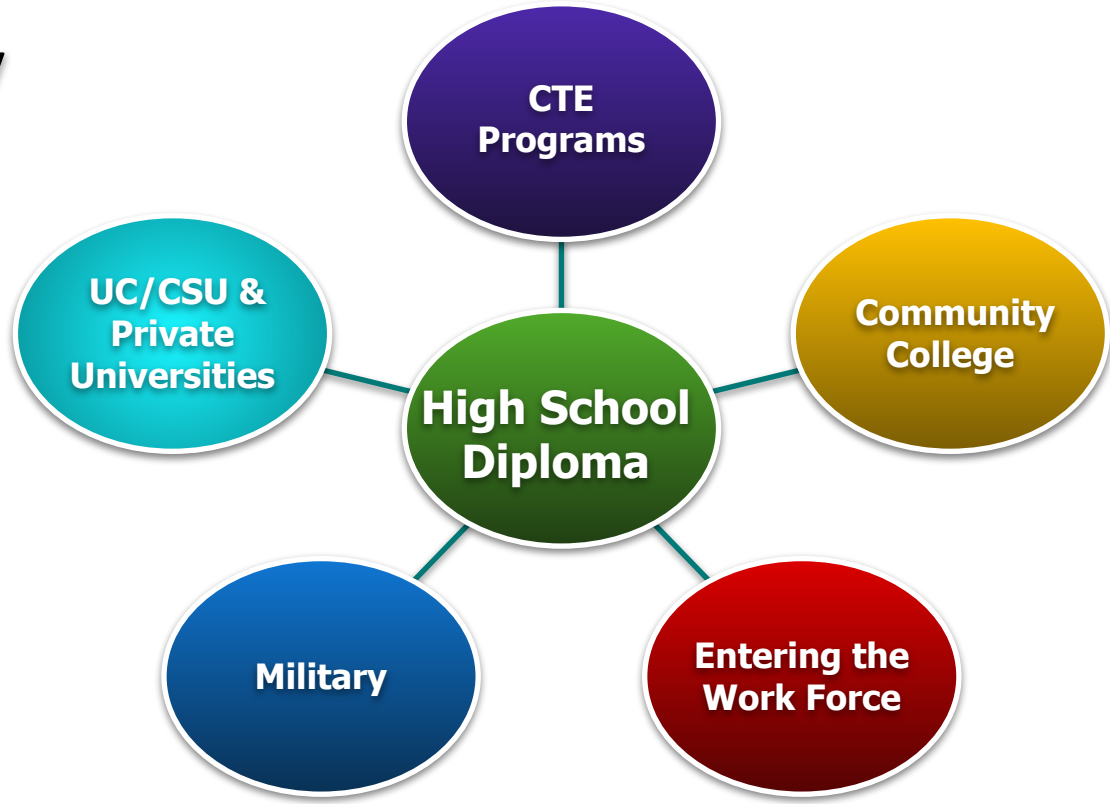 CTE
Programs
UC/CSU &
Private
Universities
Community
College
High School
Diploma
Military
Entering the
Work Force